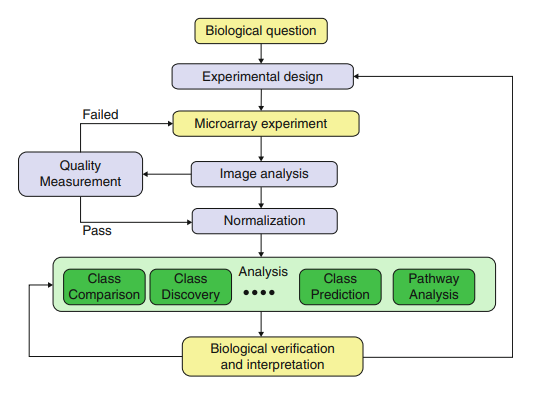 Biological question
Experimental design
Failed
Microarray experiment
Quality
Measurement
Image analysis
Normalization
Pass
Analysis
Class
Comparison
Class
Discovery
••••
Class
Prediction
Pathway
Analysis
Biological verification
and interpretation